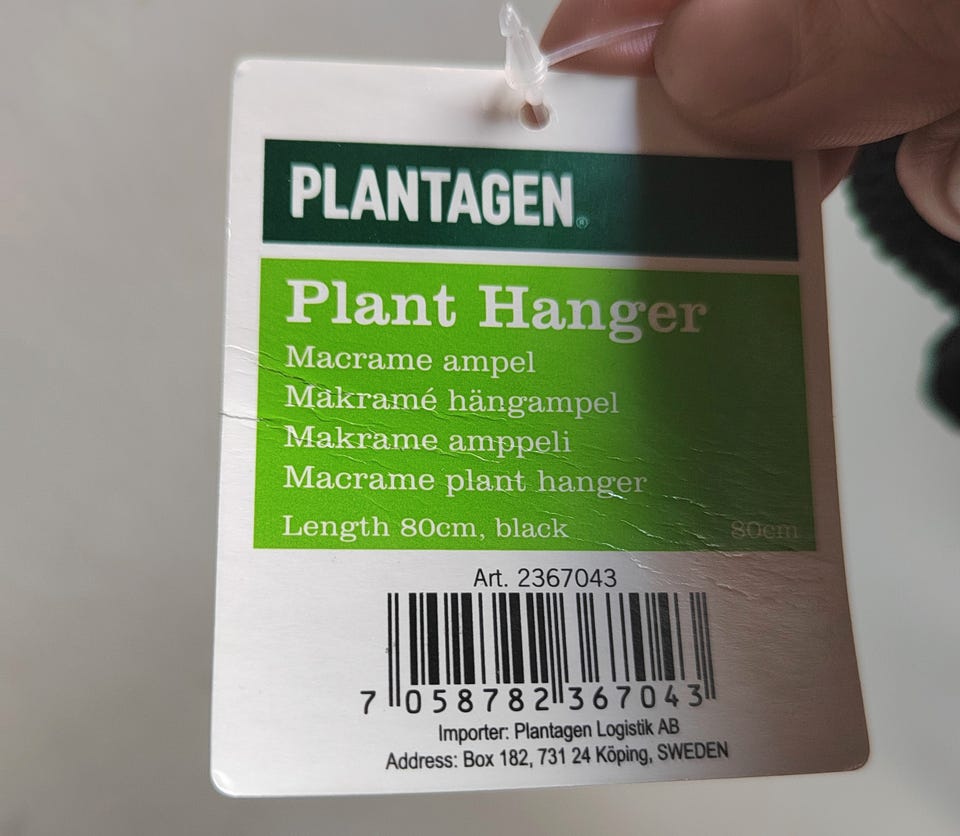 PLANTAGEN®
Plant Hanger
Macrame ampel
Makramé hängampel
Makrame amppeli
Macrame plant hanger
Length 80cm, black 80cm
Art. 2367043
7 058782 367043
Importer: Plantagen Logistik AB
Address: Box 182, 731 24 Köping, SWEDEN